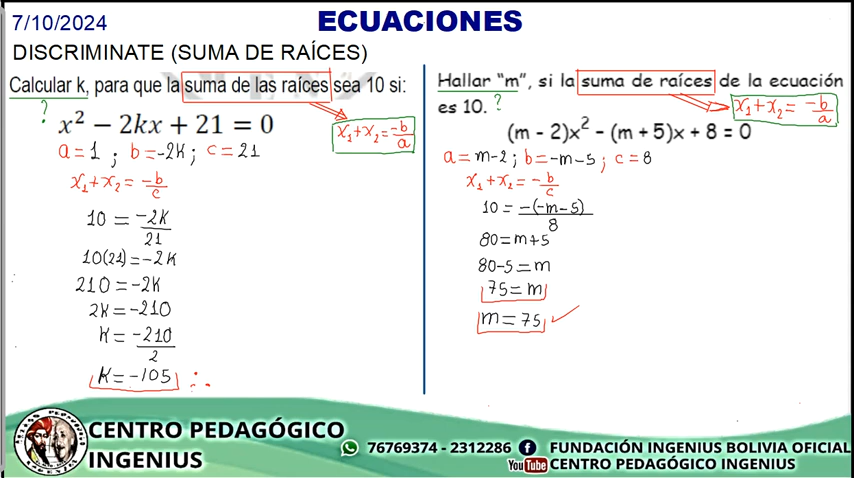 7/10/2024
ECUACIONES
DISCRIMINATE (SUMA DE RAÍCES)
Calcular k, para que la suma de las raíces sea 10 si:
?
x² − 2kx + 21 = 0
x₁+x₂ = -b/a
a = 1 ; b = -2k ; c = 21
x₁+x₂ = -b/c
10 = -2k/21
10(21) = -2k
210 = -2k
2k = -210
k = -210/2
k = -105 ∴
Hallar "m", si la suma de raíces de la ecuación
es 10. ?
x₁+x₂ = -b/a
(m - 2)x² - (m + 5)x + 8 = 0
a = m-2 ; b = -m-5 ; c = 8
x₁+x₂ = -b/c
10 = -(-m-5)/8
80 = m+5
80-5 = m
75 = m
m = 75 ✓
CENTRO PEDAGÓGICO
INGENIUS
76769374 - 2312286
FUNDACIÓN INGENIUS BOLIVIA OFICIAL
YouTube CENTRO PEDAGÓGICO INGENIUS